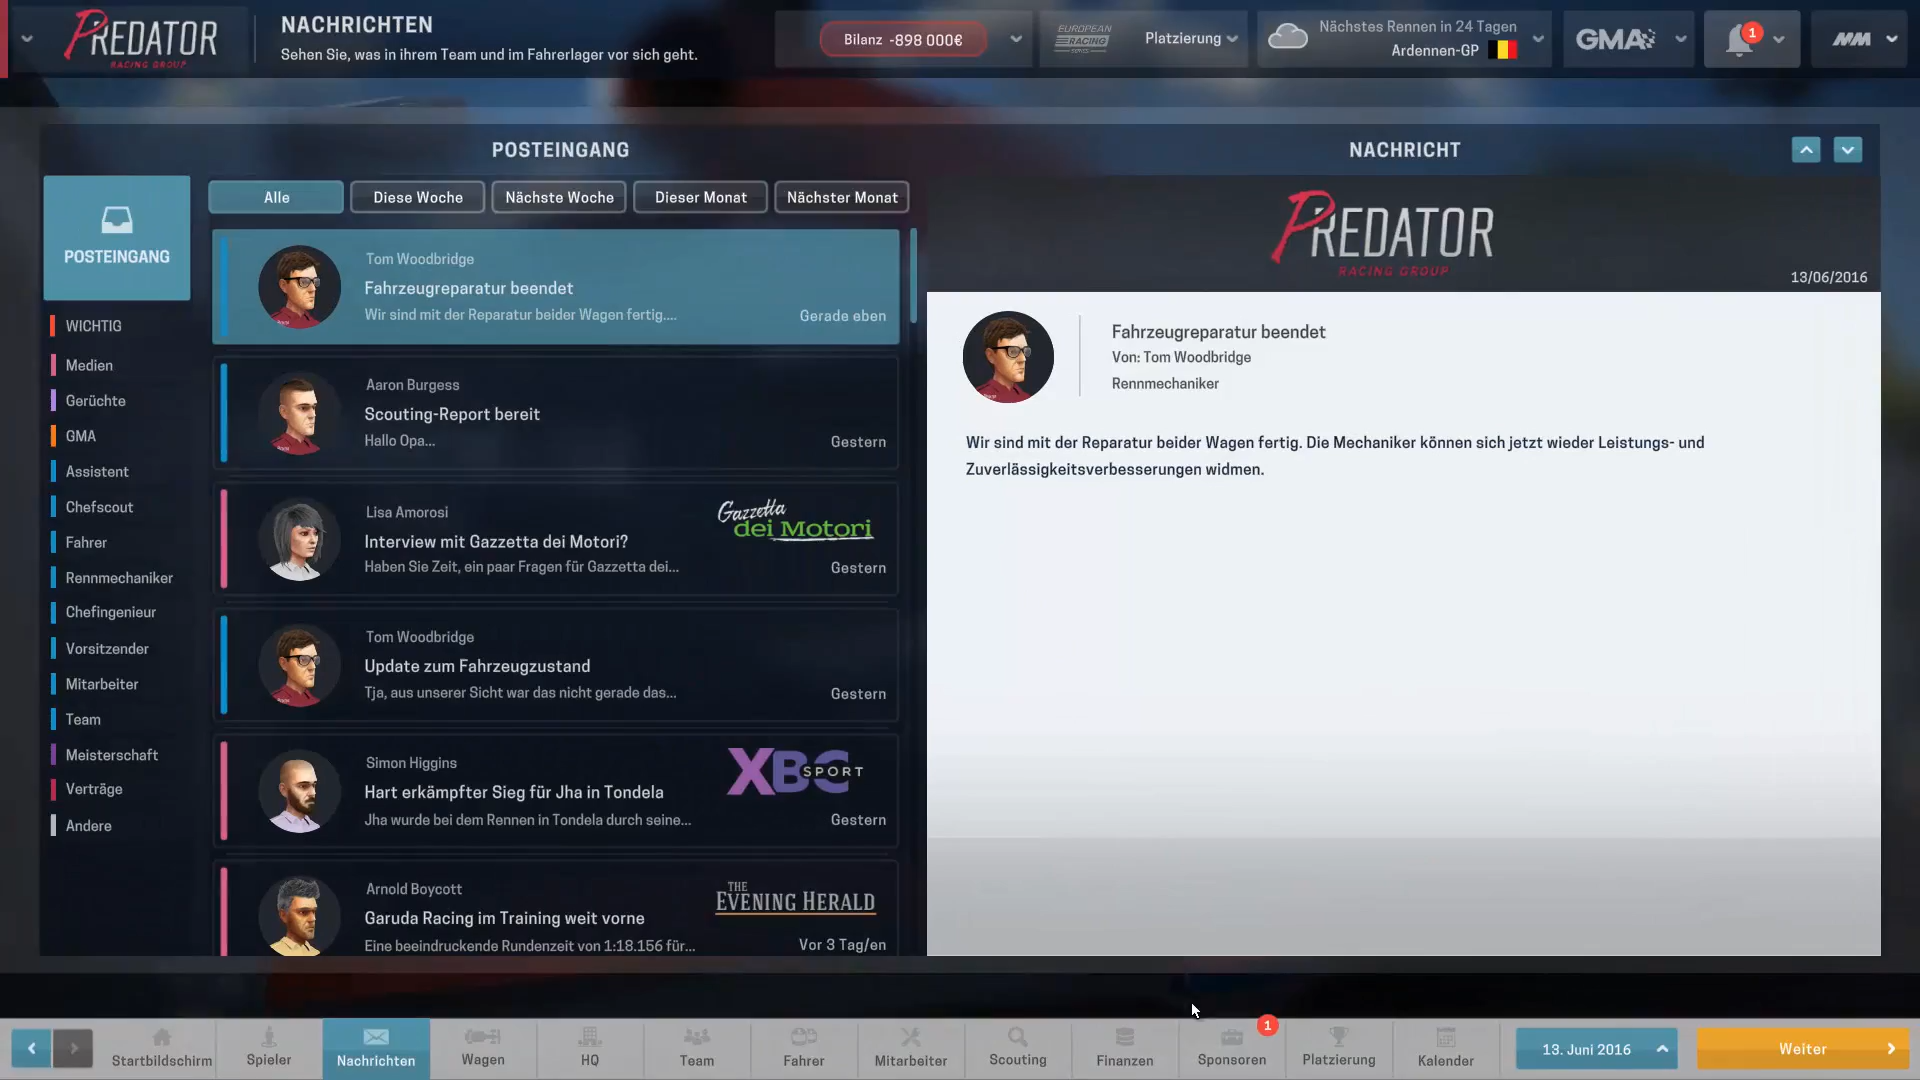 PREDATOR
RACING GROUP
NACHRICHTEN
Sehen Sie, was in ihrem Team und im Fahrerlager vor sich geht.
Bilanz -898 000€
EUROPEAN
RACING
SERIES
Platzierung
Nächstes Rennen in 24 Tagen
Ardennen-GP
GMA
1
POSTEINGANG
NACHRICHT
POSTEINGANG
WICHTIG
Medien
Gerüchte
GMA
Assistent
Chefscout
Fahrer
Rennmechaniker
Chefingenieur
Vorsitzender
Mitarbeiter
Team
Meisterschaft
Verträge
Andere
Alle
Diese Woche
Nächste Woche
Dieser Monat
Nächster Monat
Tom Woodbridge
Fahrzeugreparatur beendet
Wir sind mit der Reparatur beider Wagen fertig....
Gerade eben
Aaron Burgess
Scouting-Report bereit
Hallo Opa...
Gestern
Lisa Amorosi
Interview mit Gazzetta dei Motori?
Haben Sie Zeit, ein paar Fragen für Gazzetta dei...
Gazzetta
dei Motori
Gestern
Tom Woodbridge
Update zum Fahrzeugzustand
Tja, aus unserer Sicht war das nicht gerade das...
Gestern
Simon Higgins
Hart erkämpfter Sieg für Jha in Tondela
Jha wurde bei dem Rennen in Tondela durch seine...
XBC SPORT
Gestern
Arnold Boycott
Garuda Racing im Training weit vorne
Eine beeindruckende Rundenzeit von 1:18.156 für...
THE
EVENING HERALD
Vor 3 Tag/en
PREDATOR
RACING GROUP
13/06/2016
Fahrzeugreparatur beendet
Von: Tom Woodbridge
Rennmechaniker
Wir sind mit der Reparatur beider Wagen fertig. Die Mechaniker können sich jetzt wieder Leistungs- und
Zuverlässigkeitsverbesserungen widmen.
Startbildschirm
Spieler
Nachrichten
Wagen
HQ
Team
Fahrer
Mitarbeiter
Scouting
Finanzen
1
Sponsoren
Platzierung
Kalender
13. Juni 2016
Weiter